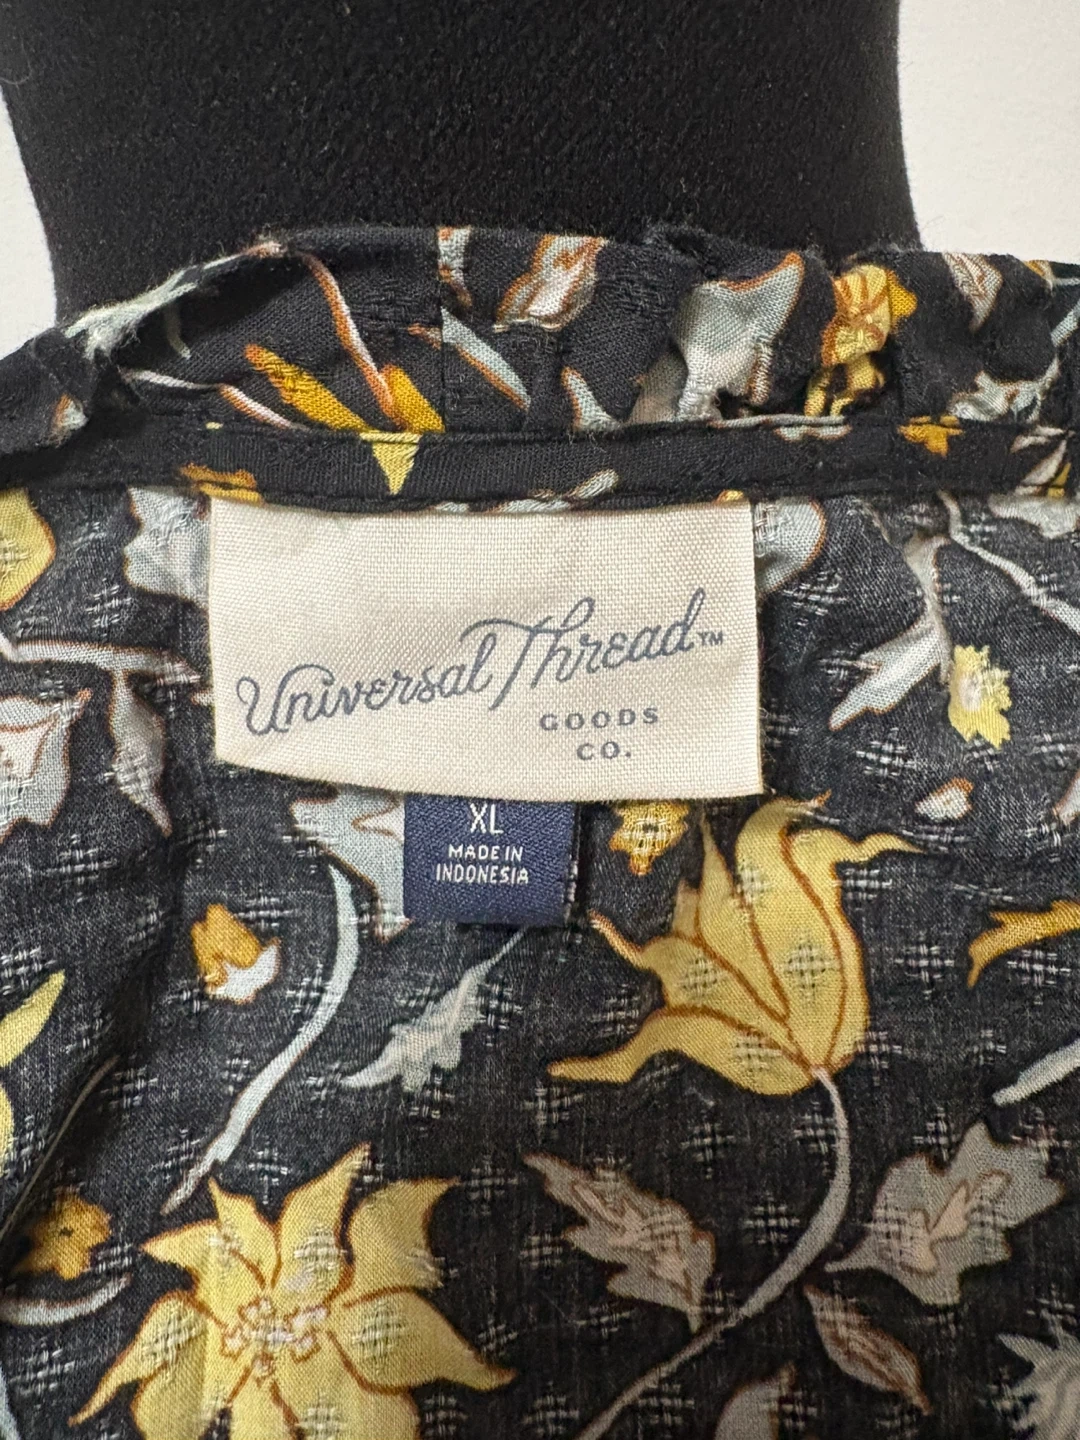 Universal Thread™
GOODS
CO.
XL
MADE IN
INDONESIA